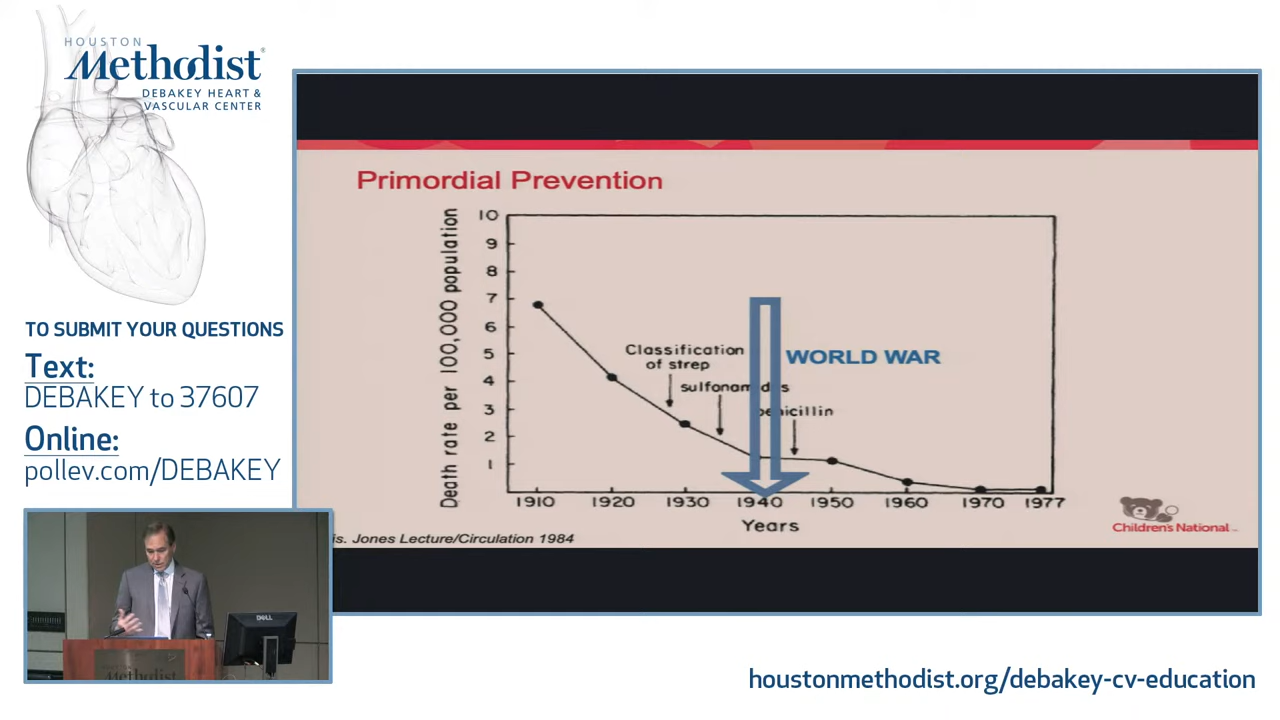 HOUSTON
Methodist
DEBAKEY HEART &
VASCULAR CENTER
TO SUBMIT YOUR QUESTIONS
Text:
DEBAKEY to 37607
Online:
pollev.com/DEBAKEY
Primordial Prevention
Death rate per 100,000 population
10
9
8
7
6
5
4
3
2
1
Classification
of strep
sulfonamides
penicillin
WORLD WAR
1910 1920 1930 1940 1950 1960 1970 1977
Years
is. Jones Lecture/Circulation 1984
Children's National
DELL
HOUSTON
Methodist
houstonmethodist.org/debakey-cv-education